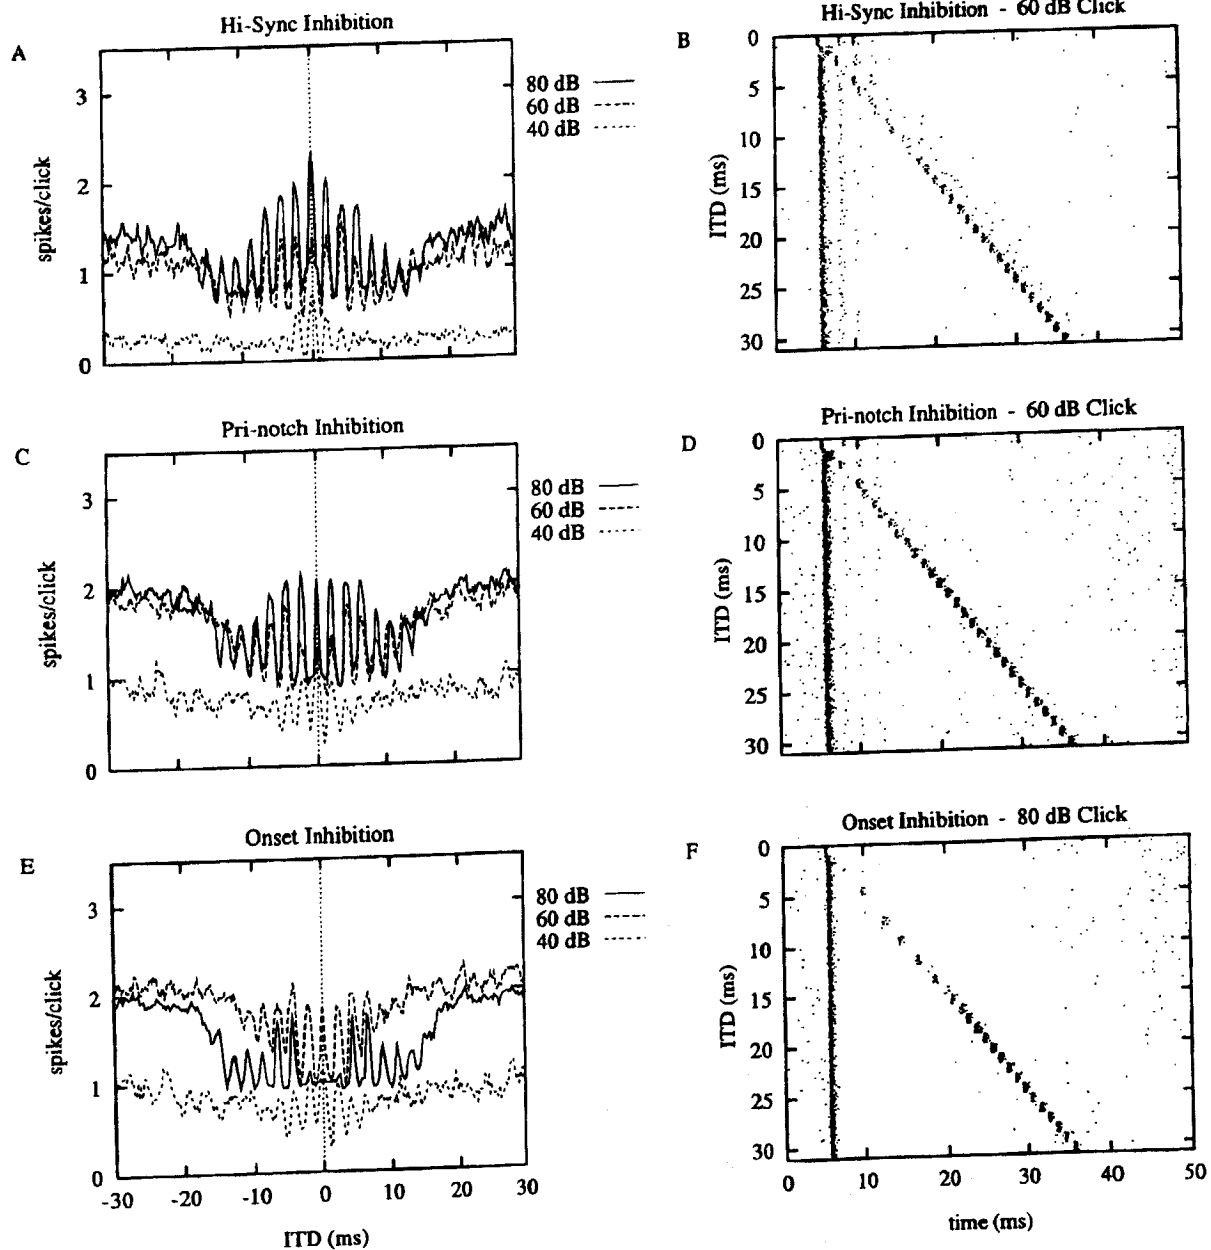 Hi-Sync Inhibition
A
3
2
1
0
spikes/click
80 dB
60 dB
40 dB
Hi-Sync Inhibition - 60 dB Click
B
0
5
10
15
20
25
30
ITD (ms)
Pri-notch Inhibition
C
3
2
1
0
spikes/click
80 dB
60 dB
40 dB
Pri-notch Inhibition - 60 dB Click
D
0
5
10
15
20
25
30
ITD (ms)
Onset Inhibition
E
3
2
1
0
spikes/click
80 dB
60 dB
40 dB
-30 -20 -10 0 10 20 30
ITD (ms)
Onset Inhibition - 80 dB Click
F
0
5
10
15
20
25
30
ITD (ms)
0 10 20 30 40 50
time (ms)